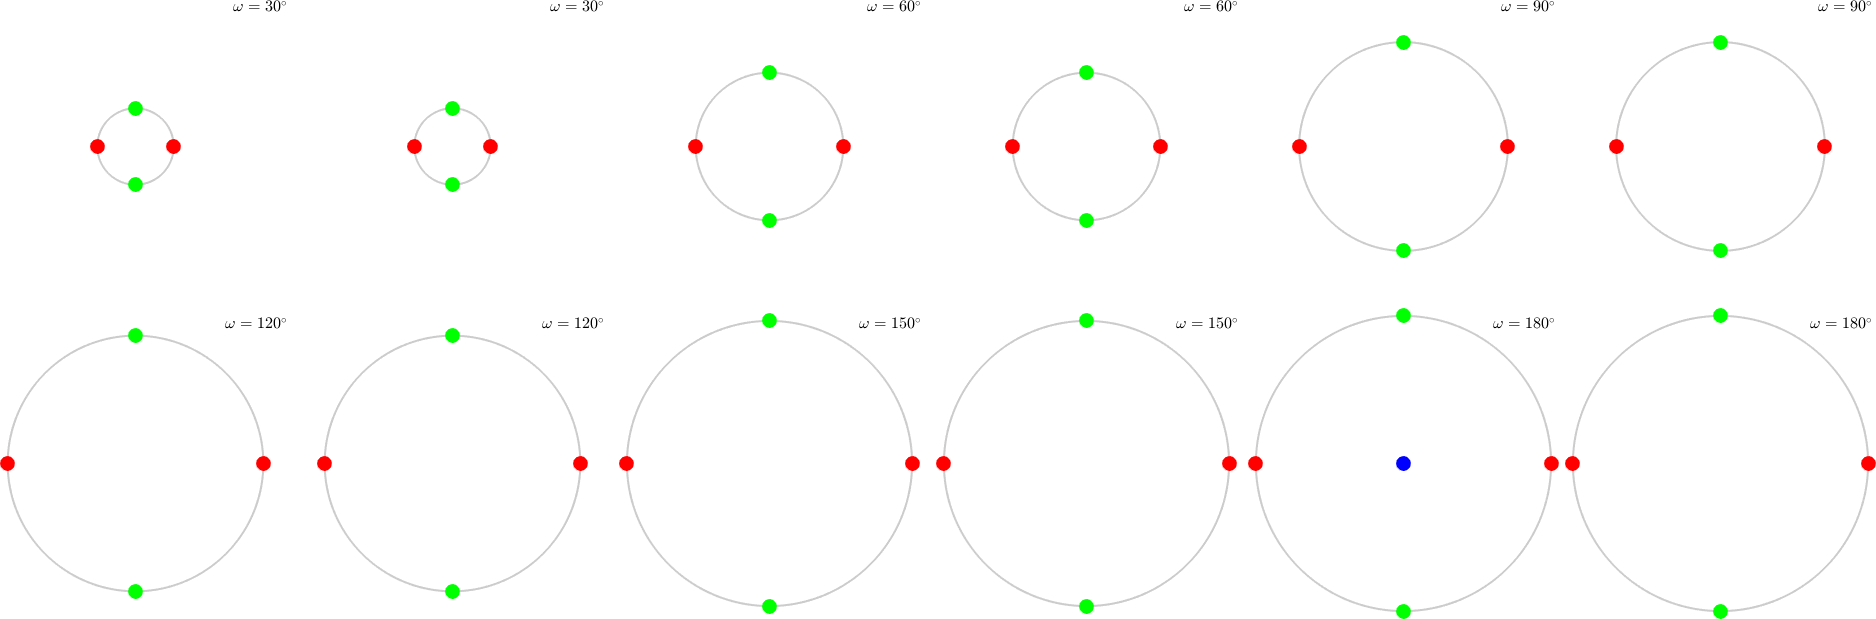 ω = 30°
ω = 30°
ω = 60°
ω = 60°
ω = 90°
ω = 90°
ω = 120°
ω = 120°
ω = 150°
ω = 150°
ω = 180°
ω = 180°